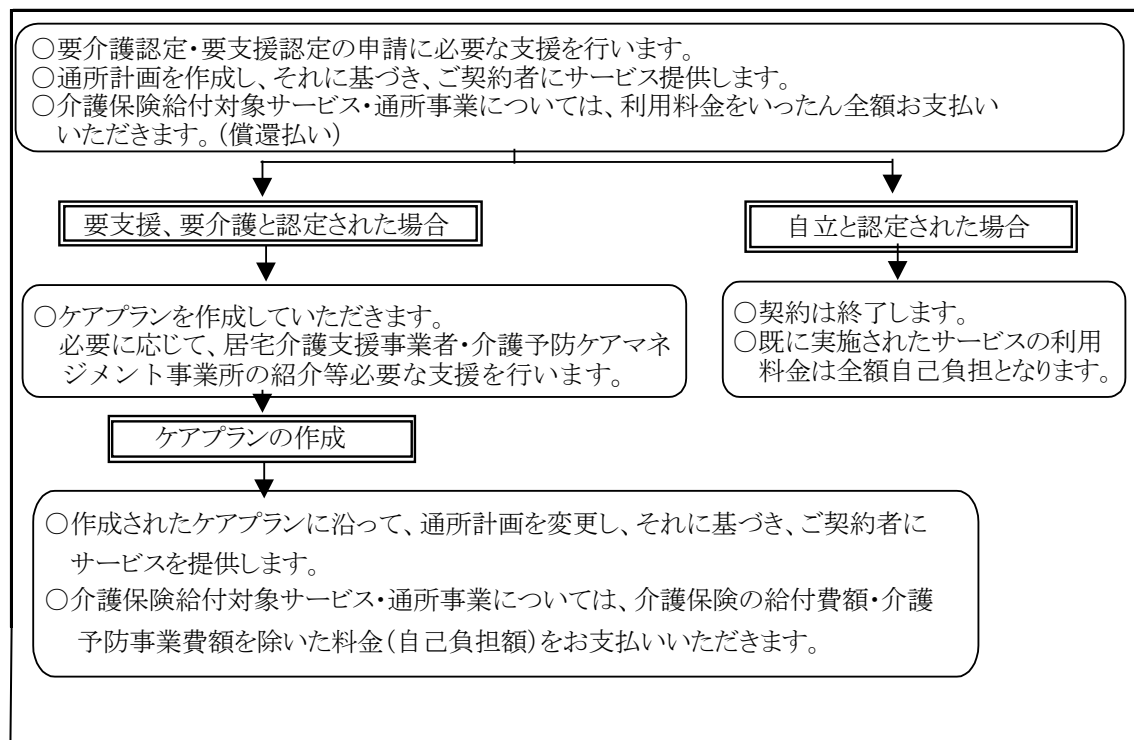 ○要介護認定・要支援認定の申請に必要な支援を行います。
○通所計画を作成し、それに基づき、ご契約者にサービス提供します。
○介護保険給付対象サービス・通所事業については、利用料金をいったん全額お支払い
いただきます。（償還払い）
要支援、要介護と認定された場合
自立と認定された場合
○ケアプランを作成していただきます。
必要に応じて、居宅介護支援事業者・介護予防ケアマネ
ジメント事業所の紹介等必要な支援を行います。
○契約は終了します。
○既に実施されたサービスの利用
料金は全額自己負担となります。
ケアプランの作成
○作成されたケアプランに沿って、通所計画を変更し、それに基づき、ご契約者に
サービスを提供します。
○介護保険給付対象サービス・通所事業については、介護保険の給付費額・介護
予防事業費額を除いた料金（自己負担額）をお支払いいただきます。